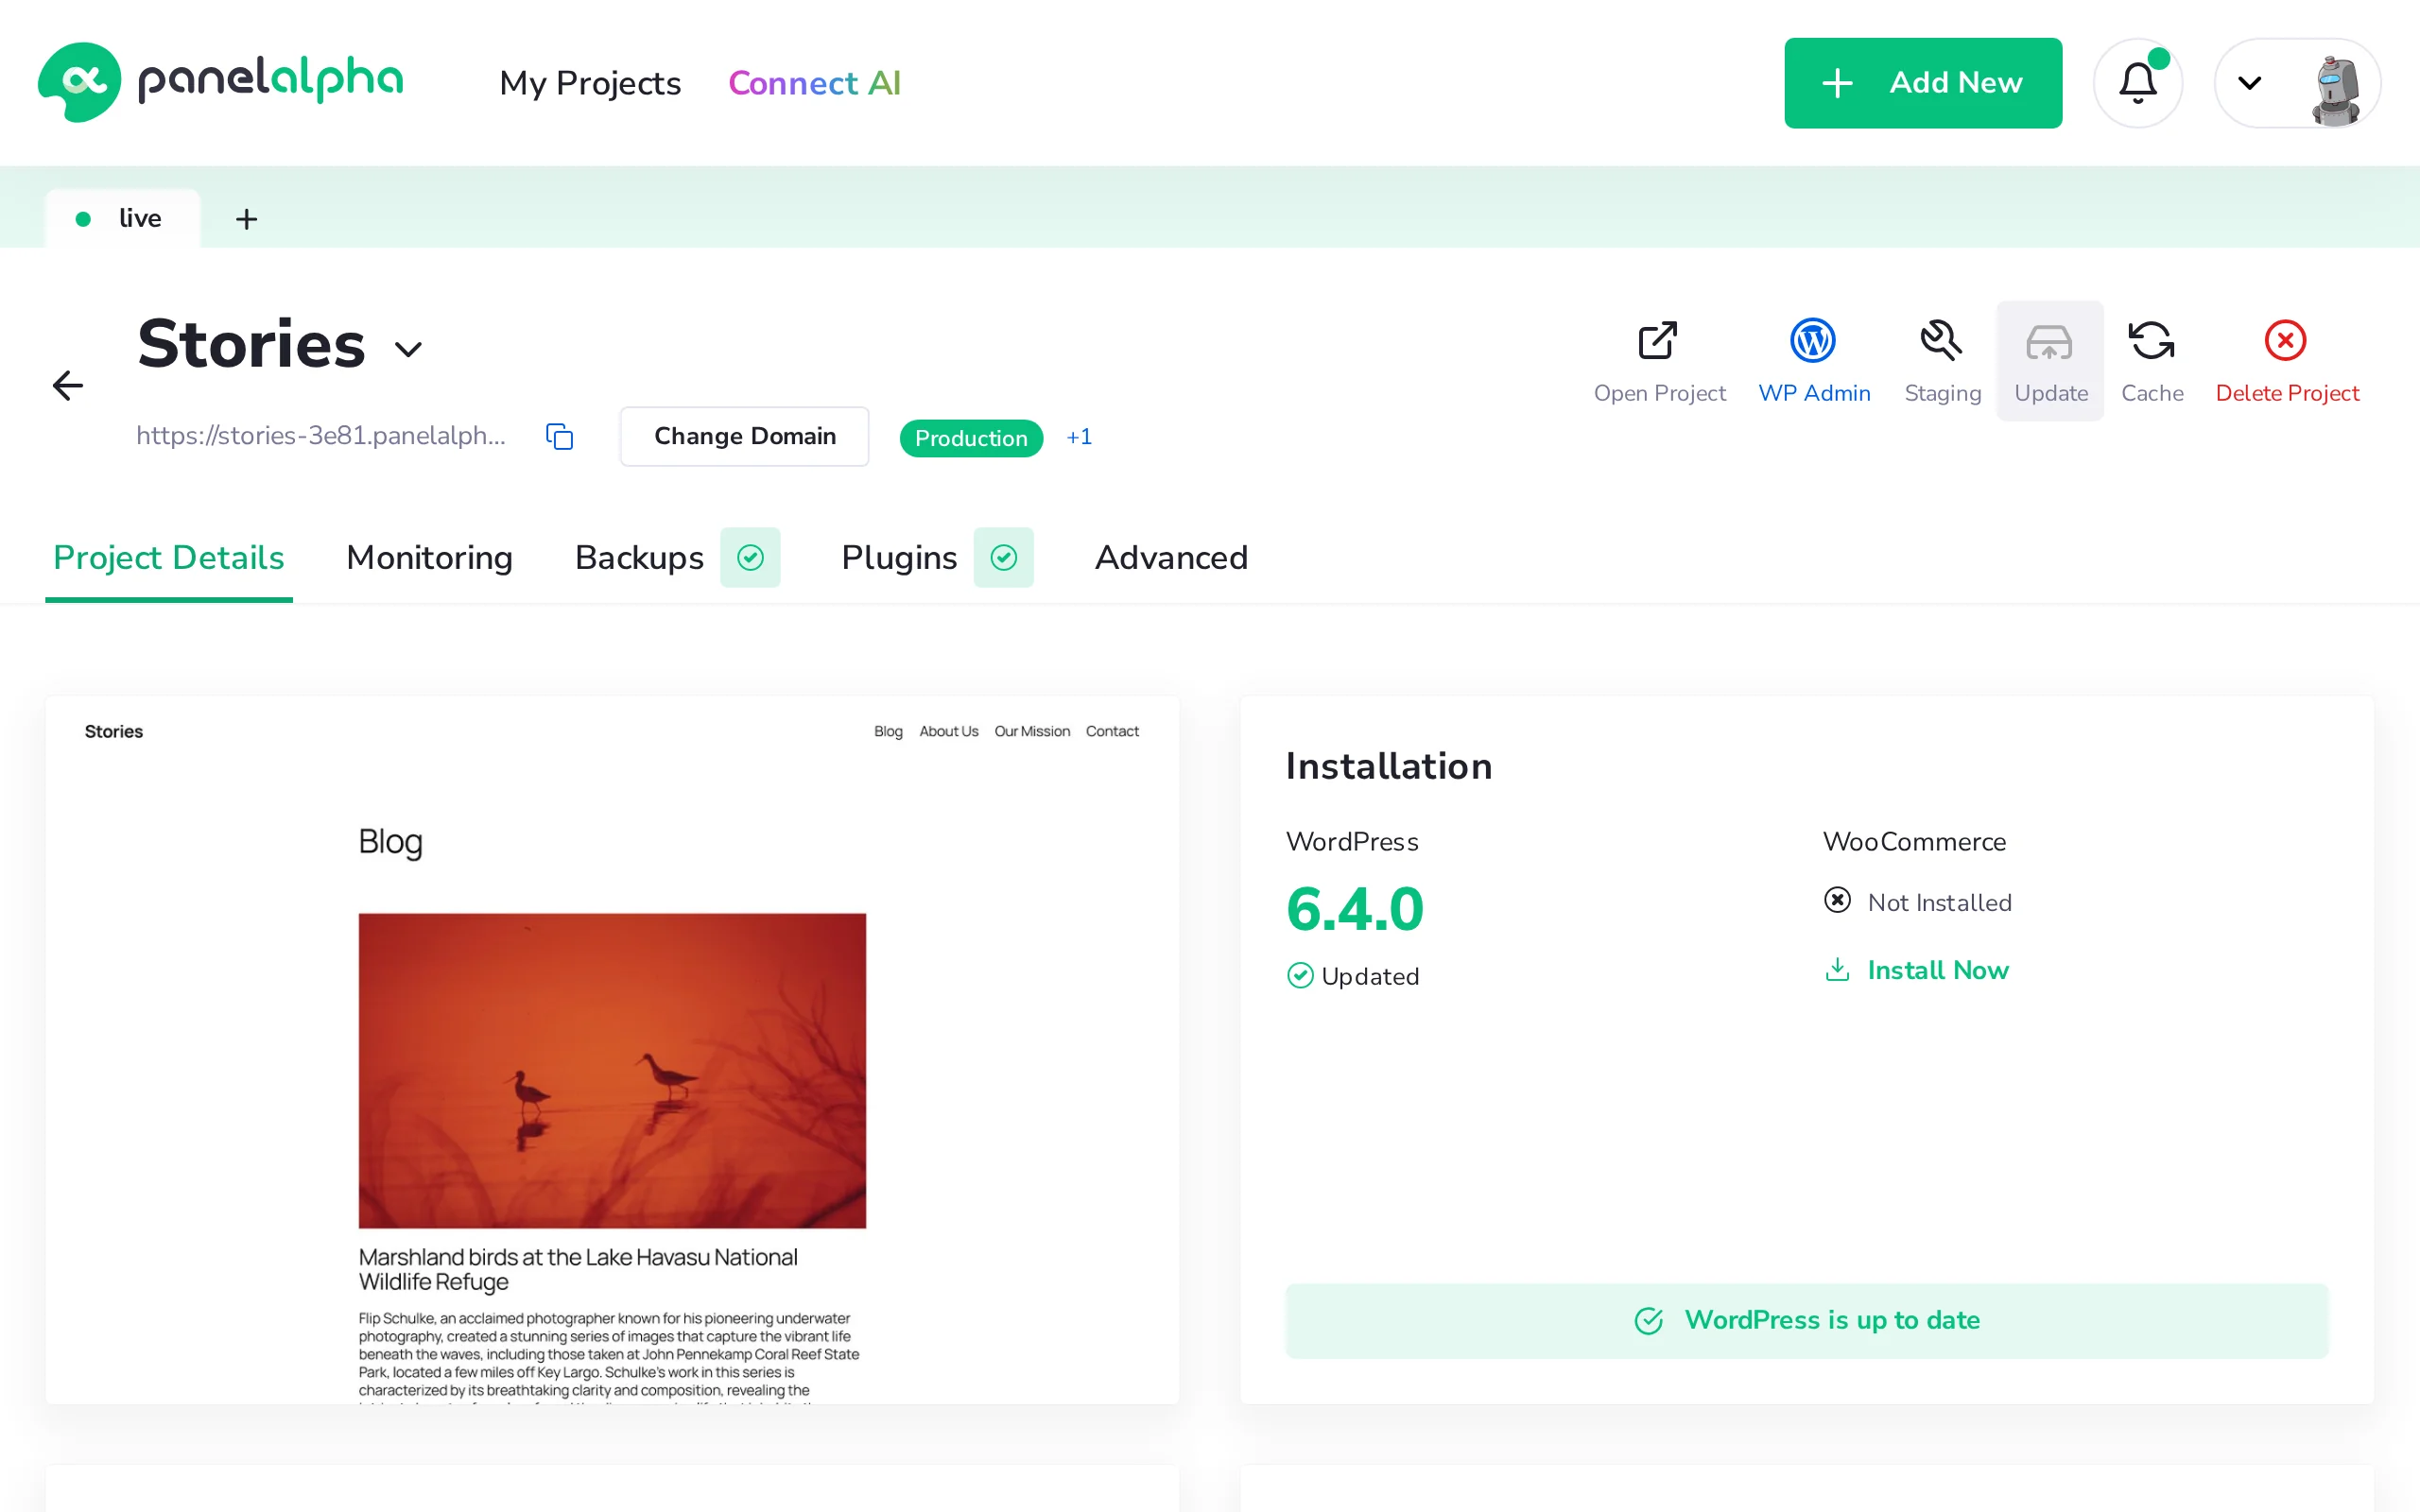 panelalpha
My Projects
Connect AI
Add New
live
Stories
Open Project
WP Admin
Staging
Update
Cache
Delete Project
https://stories-3e81.panelalph...
Change Domain
Production
+1
Project Details
Monitoring
Backups
Plugins
Advanced
Stories
Blog
About Us
Our Mission
Contact
Blog
Marshland birds at the Lake Havasu National
Wildlife Refuge
Flip Schulke, an acclaimed photographer known for his pioneering underwater
photography, created a stunning series of images that capture the vibrant life
beneath the waves, including those taken at John Pennekamp Coral Reef State
Park, located a few miles off Key Largo. Schulke's work in this series is
characterized by its breathtaking clarity and composition, revealing the
Installation
WordPress
6.4.0
Updated
WooCommerce
Not Installed
Install Now
WordPress is up to date